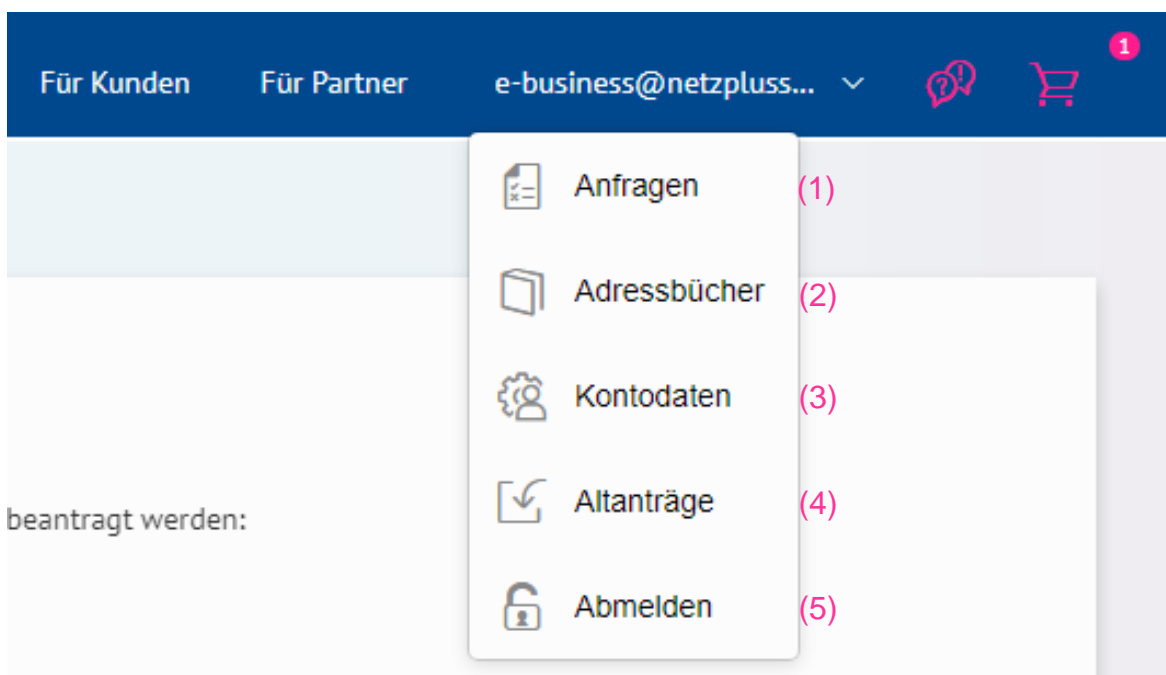 1
Für Kunden Für Partner e-business@netzpluss...
Anfragen (1)
Adressbücher (2)
Kontodaten (3)
Altanträge (4)
beantragt werden:
Abmelden (5)